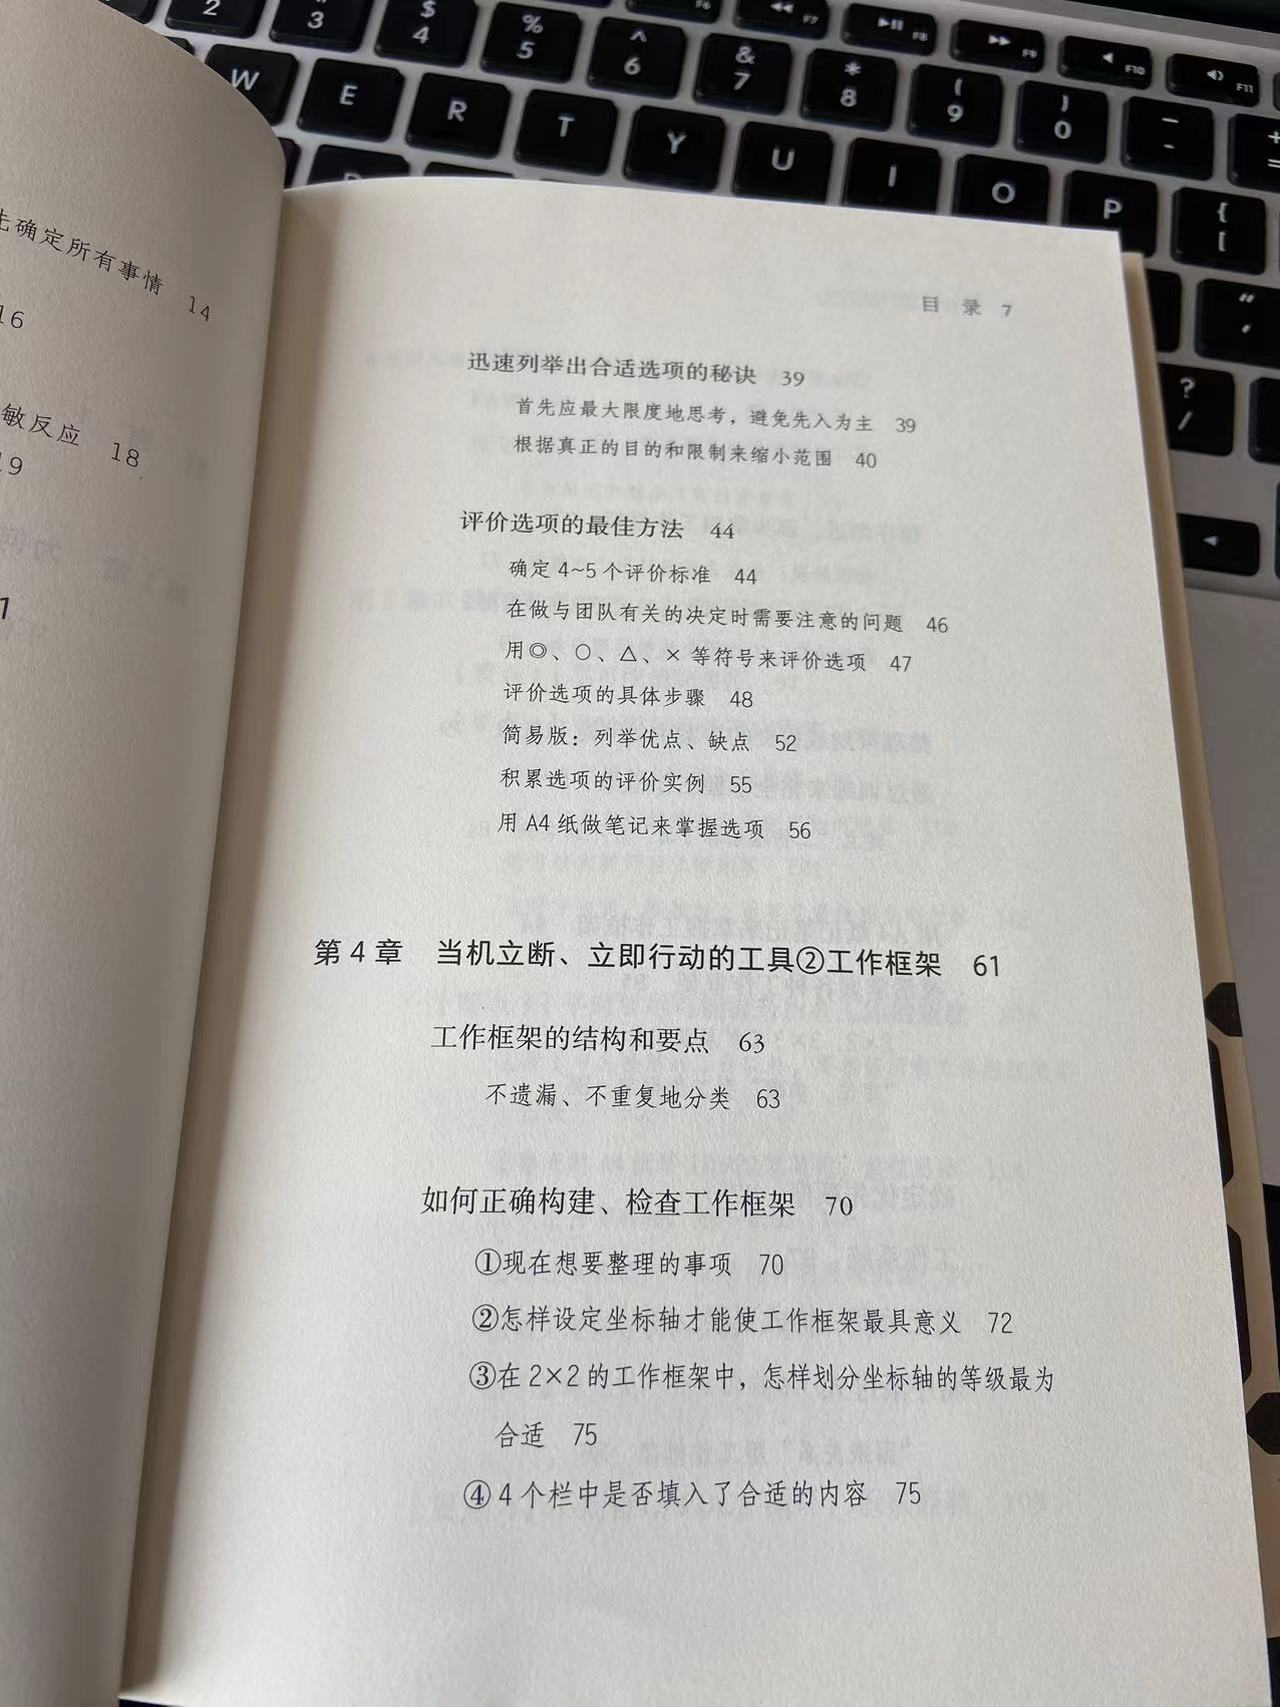 $
4
%
5
^
6
&
7
*
8
(
9
)
0
2
3
F7
F8
F9
F10
F11
W
E
R
T
Y
U
I
O
P
{
[
?
/
先确定所有事情 14
16
敏反应 18
19
1
目 录 7
迅速列举出合适选项的秘诀 39
首先应最大限度地思考，避免先入为主 39
根据真正的目的和限制来缩小范围 40
评价选项的最佳方法 44
确定4~5个评价标准 44
在做与团队有关的决定时需要注意的问题 46
用◎、○、△、× 等符号来评价选项 47
评价选项的具体步骤 48
简易版：列举优点、缺点 52
积累选项的评价实例 55
用A4纸做笔记来掌握选项 56
第4章 当机立断、立即行动的工具②工作框架 61
工作框架的结构和要点 63
不遗漏、不重复地分类 63
如何正确构建、检查工作框架 70
①现在想要整理的事项 70
②怎样设定坐标轴才能使工作框架最具意义 72
③在2×2的工作框架中，怎样划分坐标轴的等级最为
合适 75
④4个栏中是否填入了合适的内容 75